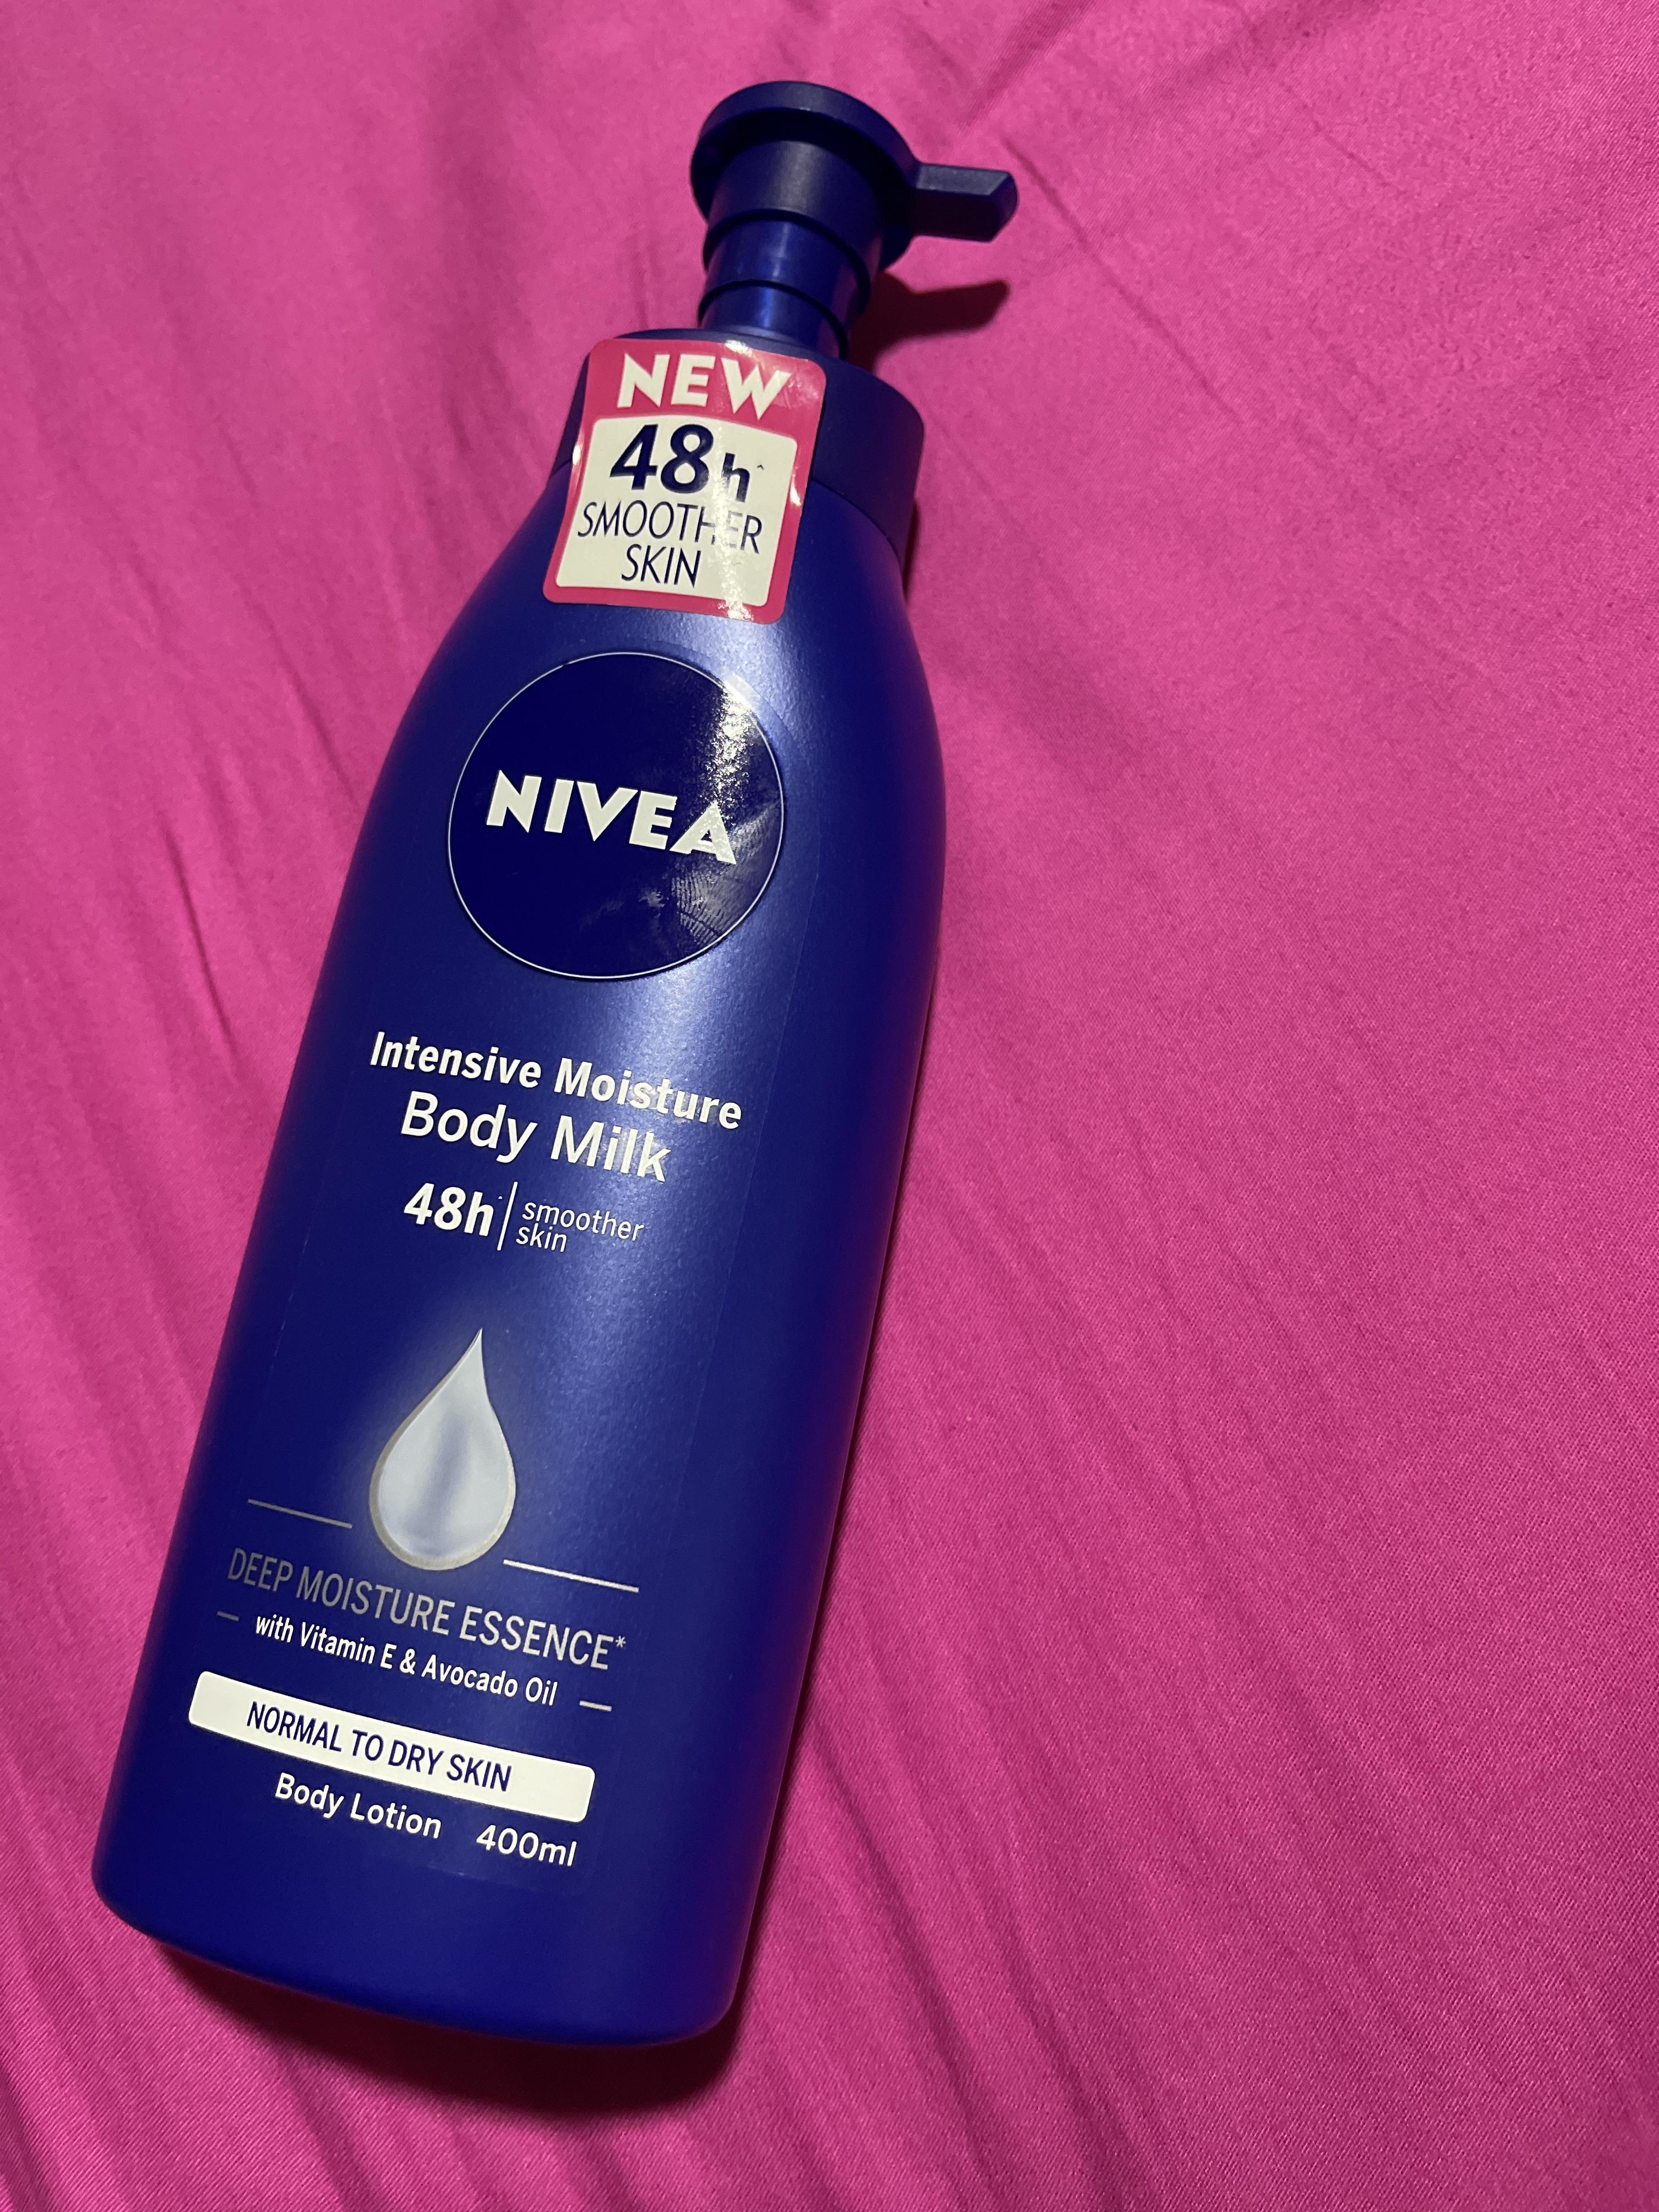 NEW
48h^
SMOOTHER
SKIN
NIVEA
Intensive Moisture
Body Milk
48h^
smoother
skin
DEEP MOISTURE ESSENCE*
with Vitamin E & Avocado Oil
NORMAL TO DRY SKIN
Body Lotion 400ml